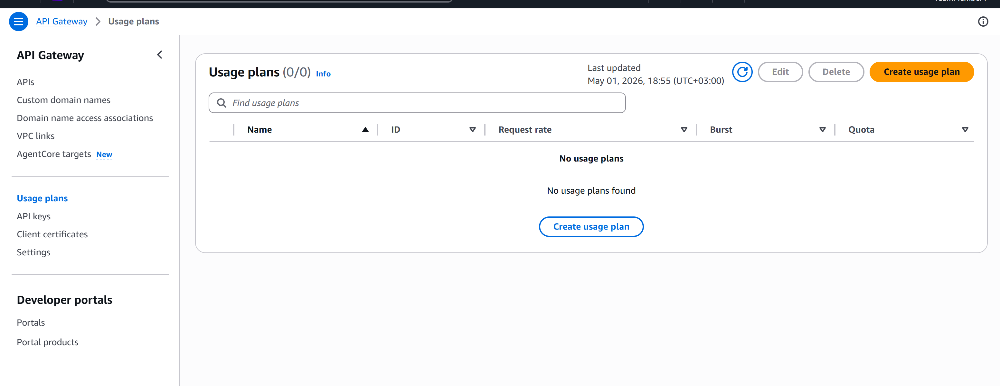 API Gateway > Usage plans
API Gateway
APIs
Custom domain names
Domain name access associations
VPC links
AgentCore targets New
Usage plans
API keys
Client certificates
Settings
Developer portals
Portals
Portal products
Usage plans (0/0) Info
Last updated
May 01, 2026, 18:55 (UTC+03:00)
Edit
Delete
Create usage plan
Find usage plans
Name ID Request rate Burst Quota
No usage plans
No usage plans found
Create usage plan